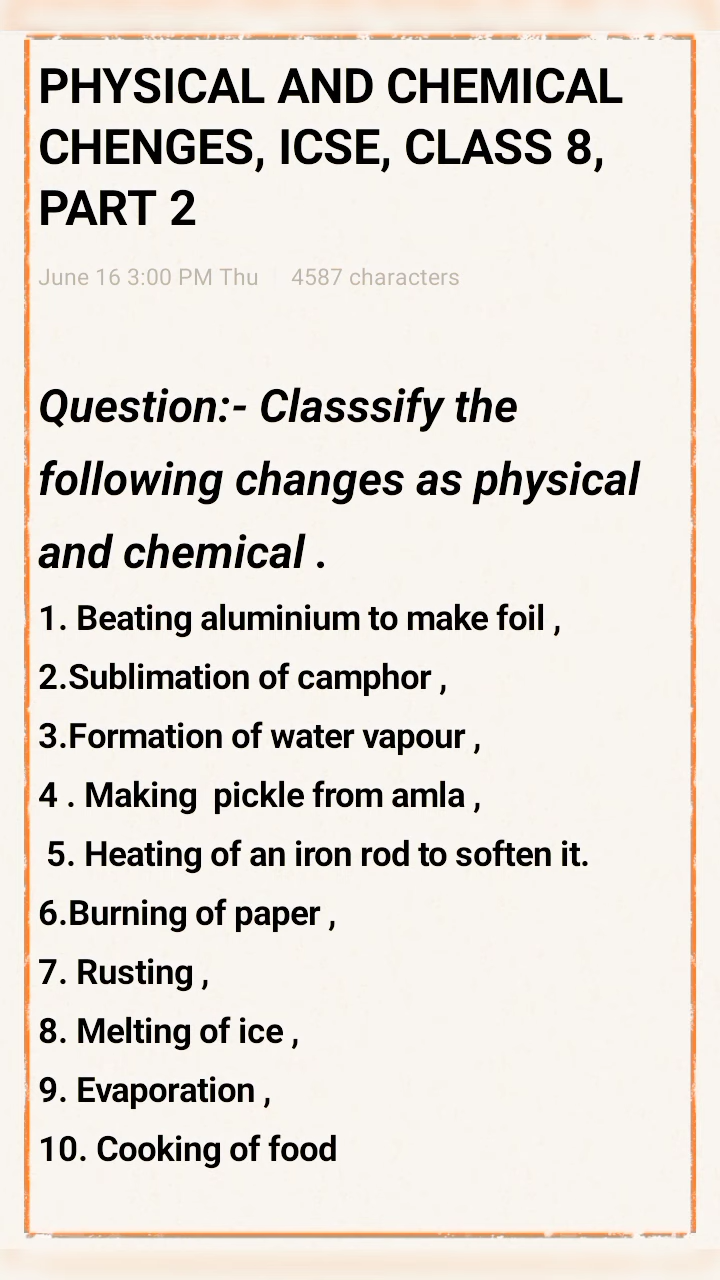 PHYSICAL AND CHEMICAL
CHENGES, ICSE, CLASS 8,
PART 2
June 16 3:00 PM Thu | 4587 characters
Question:- Classsify the
following changes as physical
and chemical .
1. Beating aluminium to make foil ,
2.Sublimation of camphor ,
3.Formation of water vapour ,
4 . Making  pickle from amla ,
5. Heating of an iron rod to soften it.
6.Burning of paper ,
7. Rusting ,
8. Melting of ice ,
9. Evaporation ,
10. Cooking of food